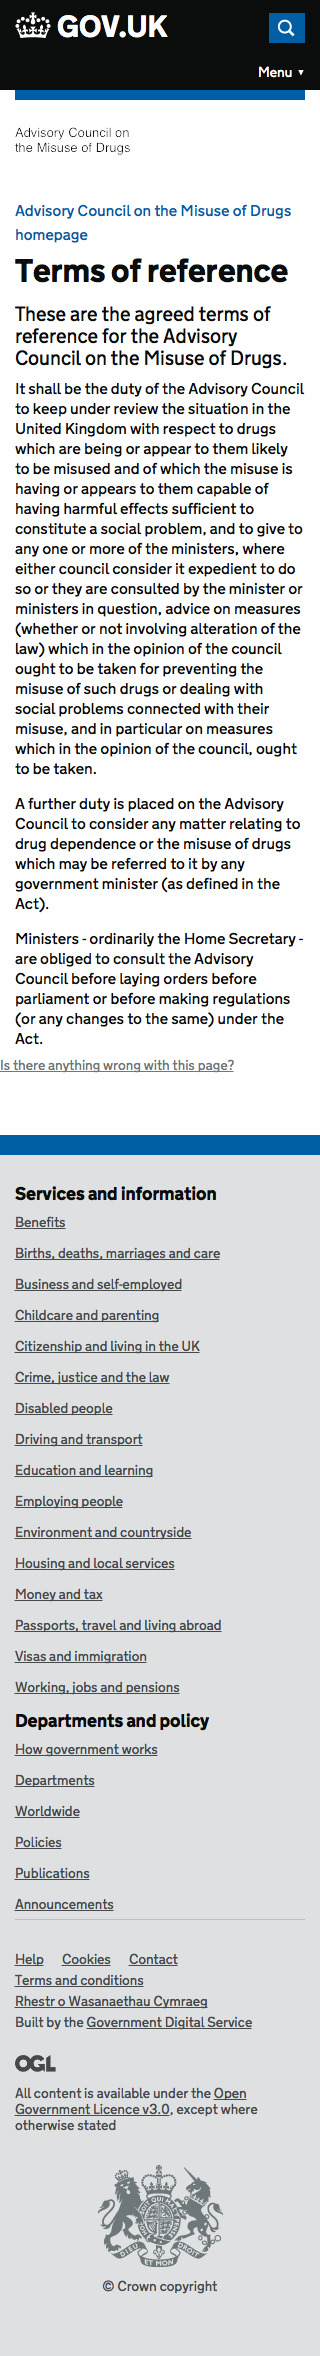 GOV.UK
Menu ▼
Advisory Council on
the Misuse of Drugs
Advisory Council on the Misuse of Drugs
homepage
Terms of reference
These are the agreed terms of
reference for the Advisory
Council on the Misuse of Drugs.
It shall be the duty of the Advisory Council
to keep under review the situation in the
United Kingdom with respect to drugs
which are being or appear to them likely
to be misused and of which the misuse is
having or appears to them capable of
having harmful effects sufficient to
constitute a social problem, and to give to
any one or more of the ministers, where
either council consider it expedient to do
so or they are consulted by the minister or
ministers in question, advice on measures
(whether or not involving alteration of the
law) which in the opinion of the council
ought to be taken for preventing the
misuse of such drugs or dealing with
social problems connected with their
misuse, and in particular on measures
which in the opinion of the council, ought
to be taken.
A further duty is placed on the Advisory
Council to consider any matter relating to
drug dependence or the misuse of drugs
which may be referred to it by any
government minister (as defined in the
Act).
Ministers - ordinarily the Home Secretary -
are obliged to consult the Advisory
Council before laying orders before
parliament or before making regulations
(or any changes to the same) under the
Act.
Is there anything wrong with this page?
Services and information
Benefits
Births, deaths, marriages and care
Business and self-employed
Childcare and parenting
Citizenship and living in the UK
Crime, justice and the law
Disabled people
Driving and transport
Education and learning
Employing people
Environment and countryside
Housing and local services
Money and tax
Passports, travel and living abroad
Visas and immigration
Working, jobs and pensions
Departments and policy
How government works
Departments
Worldwide
Policies
Publications
Announcements
Help Cookies Contact
Terms and conditions
Rhestr o Wasanaethau Cymraeg
Built by the Government Digital Service
OGL
All content is available under the Open
Government Licence v3.0, except where
otherwise stated
DIEU ET MON
© Crown copyright